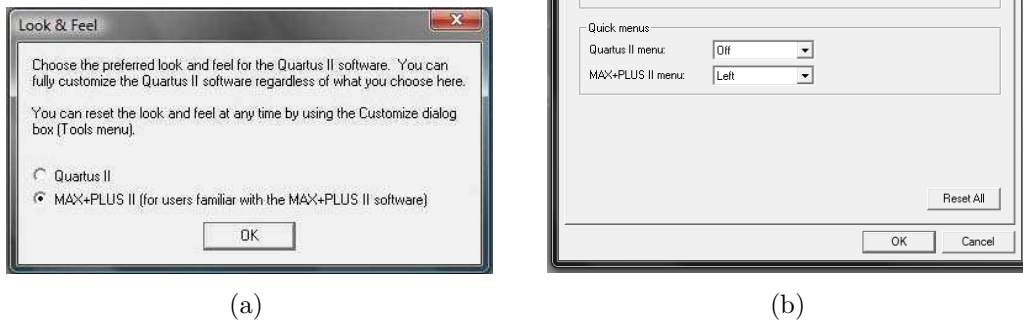 Look & Feel
Choose the preferred look and feel for the Quartus II software. You can
fully customize the Quartus II software regardless of what you choose here.
You can reset the look and feel at any time by using the Customize dialog
box (Tools menu).
Quartus II
MAX+PLUS II (for users familiar with the MAX+PLUS II software)
OK
(a)
Quick menus
Quartus II menu: Off
MAX+PLUS II menu: Left
Reset All
OK Cancel
(b)